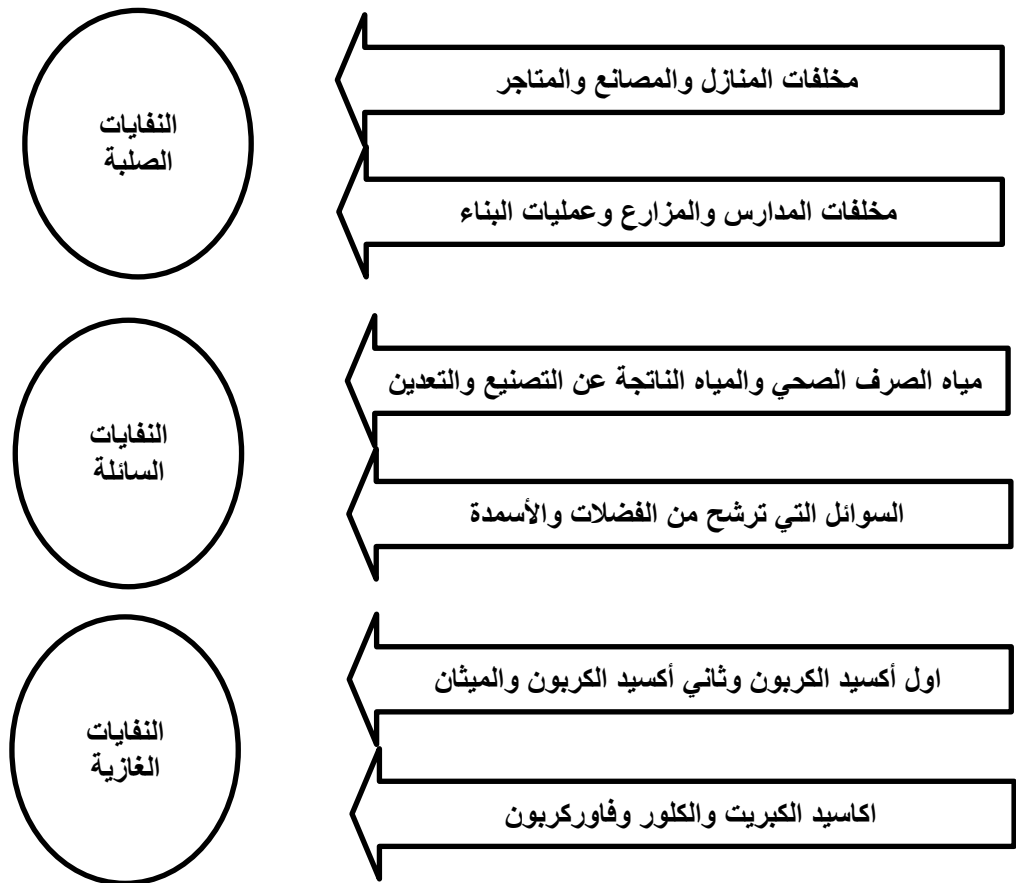 مخلفات المنازل والمصانع والمتاجر
النفايات
الصلبة
مخلفات المدارس والمزارع وعمليات البناء
مياه الصرف الصحي والمياه الناتجة عن التصنيع والتعدين
النفايات
السائلة
السوائل التي ترشح من الفضلات والأسمدة
اول أكسيد الكربون وثاني أكسيد الكربون والميثان
النفايات
الغازية
اكاسيد الكبريت والكلور وفاوركربون